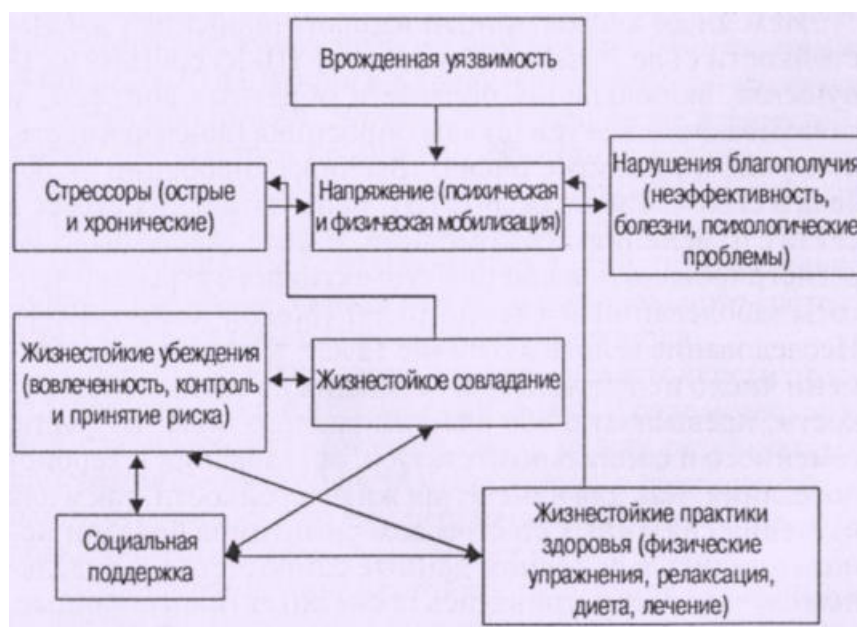 Врожденная уязвимость
Стрессоры (острые
и хронические)
Напряжение (психическая
и физическая мобилизация)
Нарушения благополучия
(неэффективность,
болезни, психологические
проблемы)
Жизнестойкие убеждения
(вовлеченность, контроль
и принятие риска)
Жизнестойкое совладание
Социальная
поддержка
Жизнестойкие практики
здоровья (физические
упражнения, релаксация,
диета, лечение)